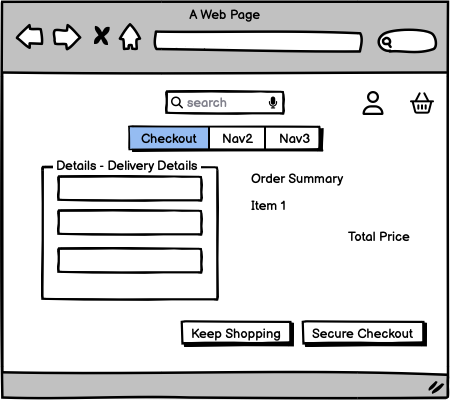 A Web Page
search
Checkout Nav2 Nav3
Details - Delivery Details
Order Summary
Item 1
Total Price
Keep Shopping Secure Checkout